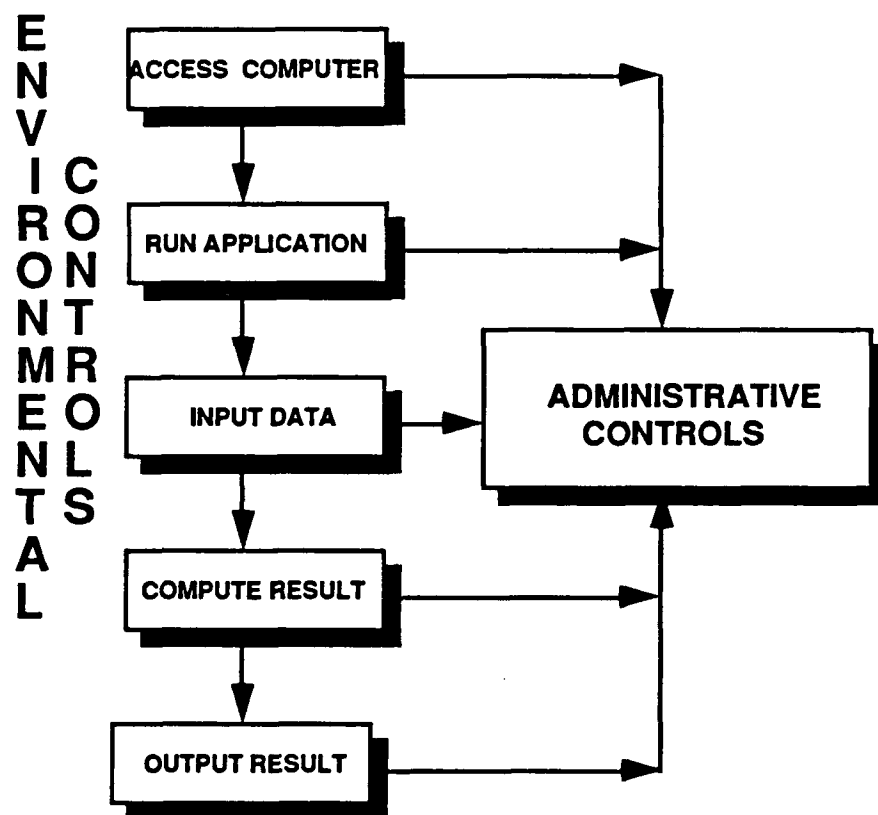 ENVIRONMENTAL
CONTROLS
ACCESS COMPUTER
RUN APPLICATION
INPUT DATA
COMPUTE RESULT
OUTPUT RESULT
ADMINISTRATIVE
CONTROLS